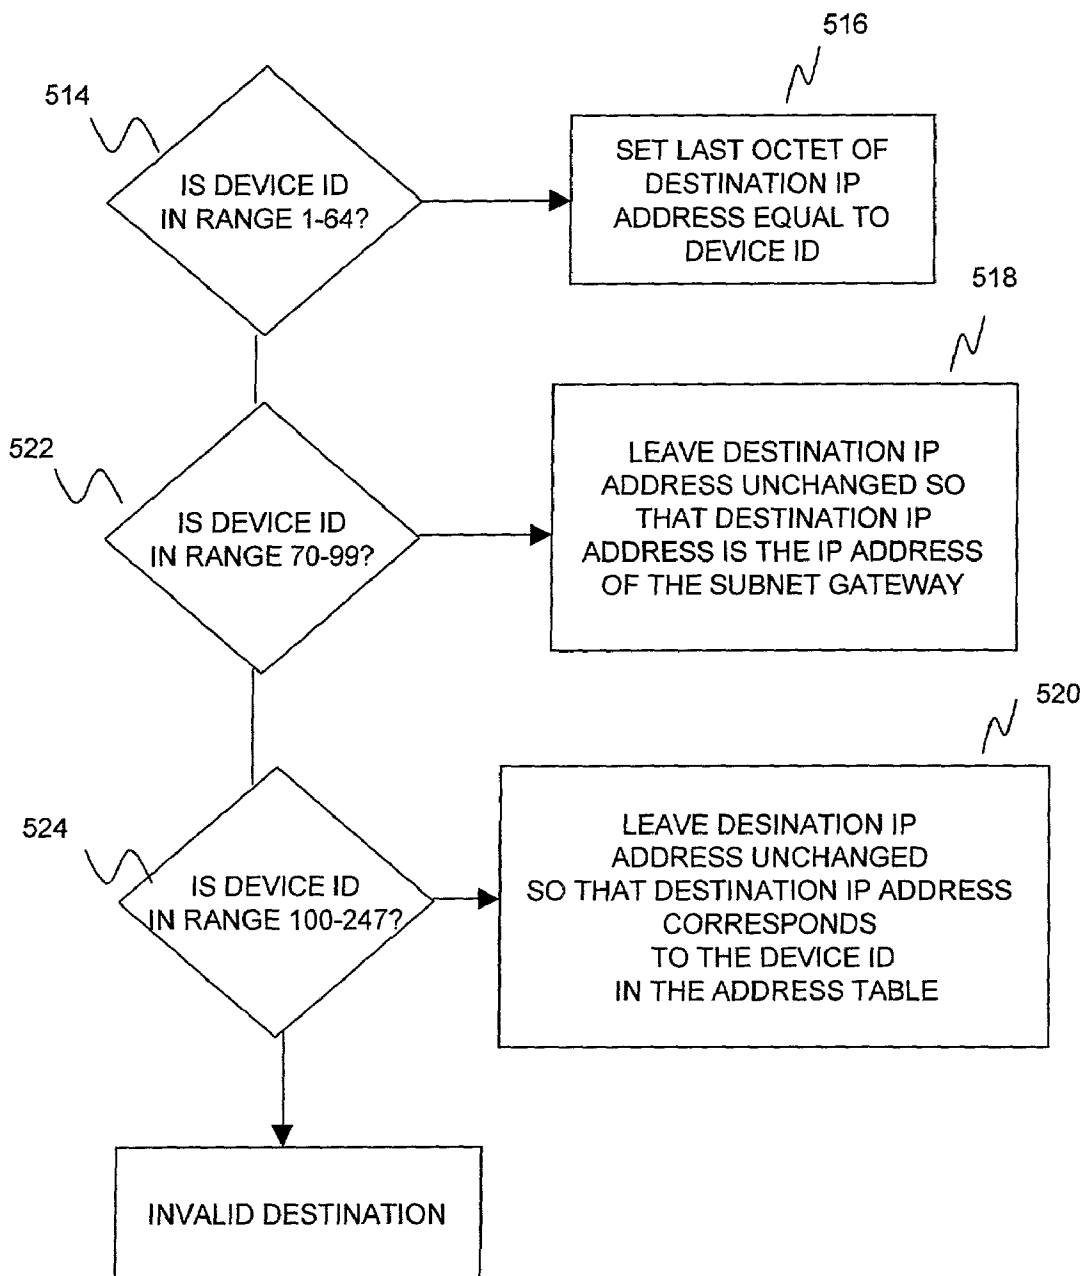 516
514
IS DEVICE ID
IN RANGE 1-64?
SET LAST OCTET OF
DESTINATION IP
ADDRESS EQUAL TO
DEVICE ID
518
522
IS DEVICE ID
IN RANGE 70-99?
LEAVE DESTINATION IP
ADDRESS UNCHANGED SO
THAT DESTINATION IP
ADDRESS IS THE IP ADDRESS
OF THE SUBNET GATEWAY
520
524
IS DEVICE ID
IN RANGE 100-247?
LEAVE DESINATION IP
ADDRESS UNCHANGED
SO THAT DESTINATION IP ADDRESS
CORRESPONDS
TO THE DEVICE ID
IN THE ADDRESS TABLE
INVALID DESTINATION